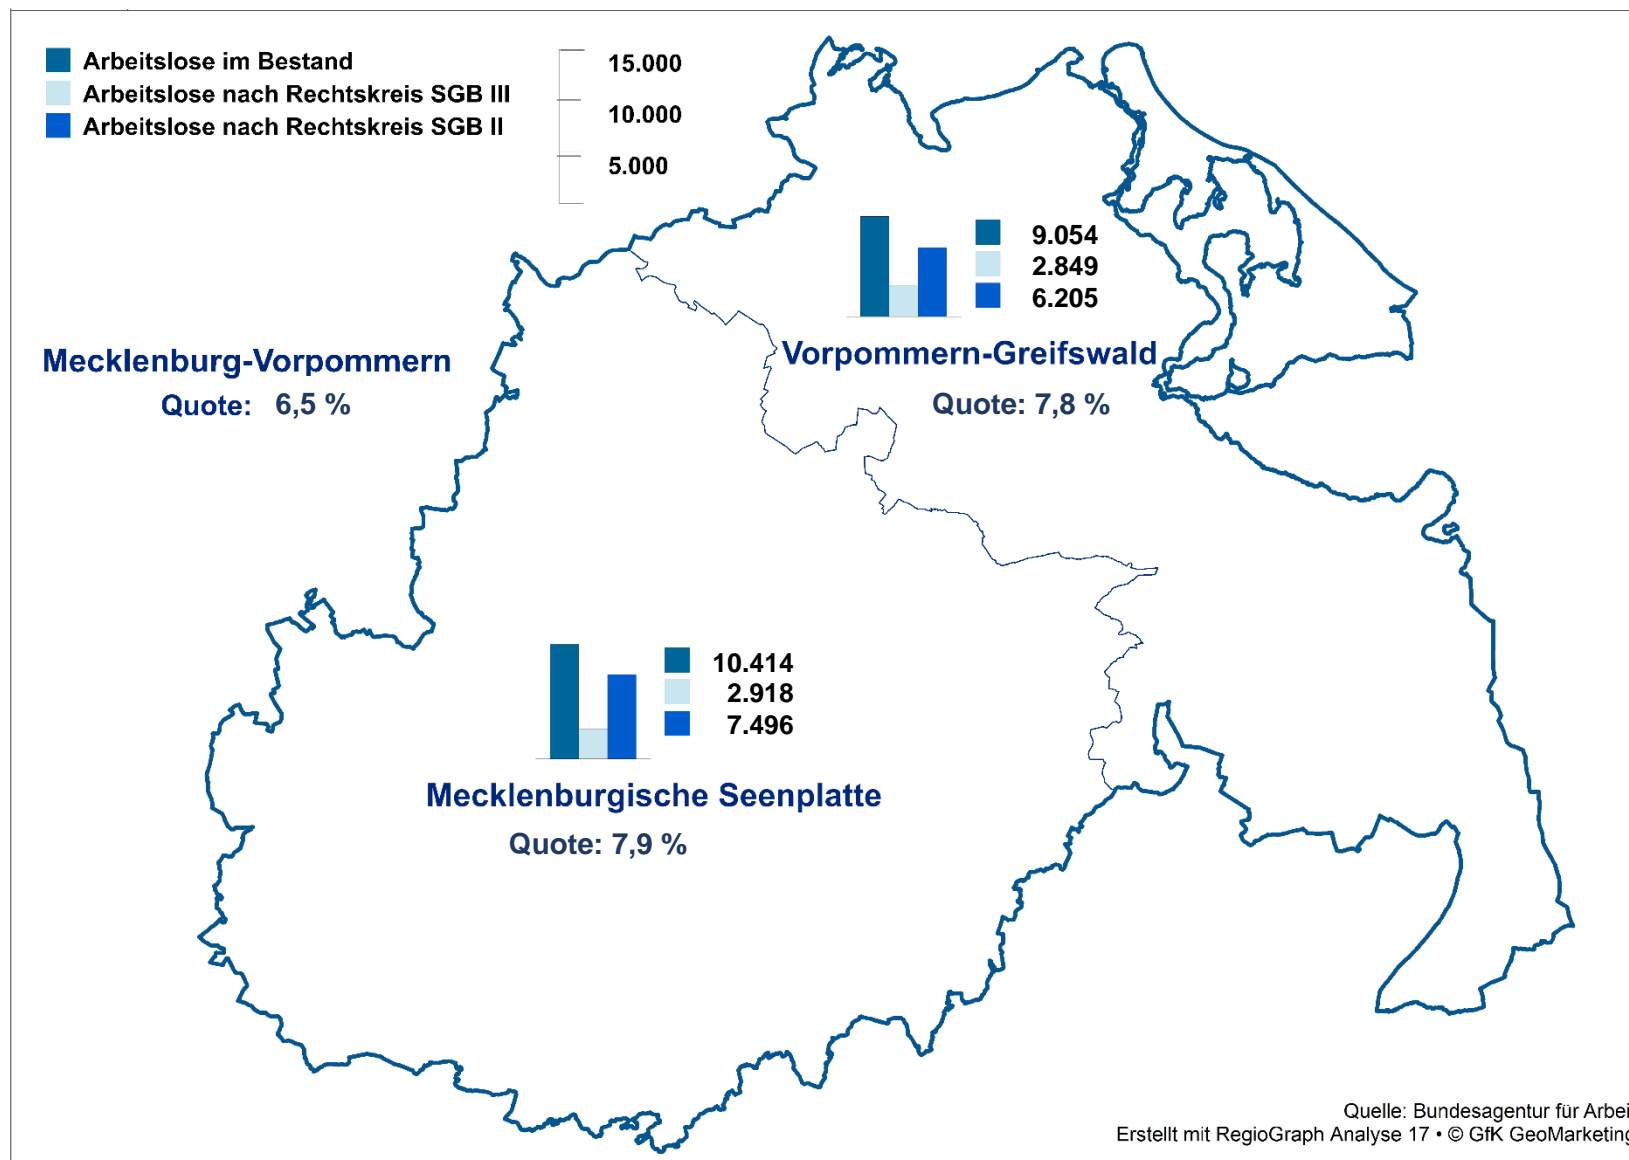 Arbeitslose im Bestand
Arbeitslose nach Rechtskreis SGB III
Arbeitslose nach Rechtskreis SGB II
15.000
10.000
5.000
9.054
2.849
6.205
Vorpommern-Greifswald
Quote: 7,8 %
Mecklenburg-Vorpommern
Quote: 6,5 %
10.414
2.918
7.496
Mecklenburgische Seenplatte
Quote: 7,9 %
Quelle: Bundesagentur für Arbei
Erstellt mit RegioGraph Analyse 17 • © GfK GeoMarketing